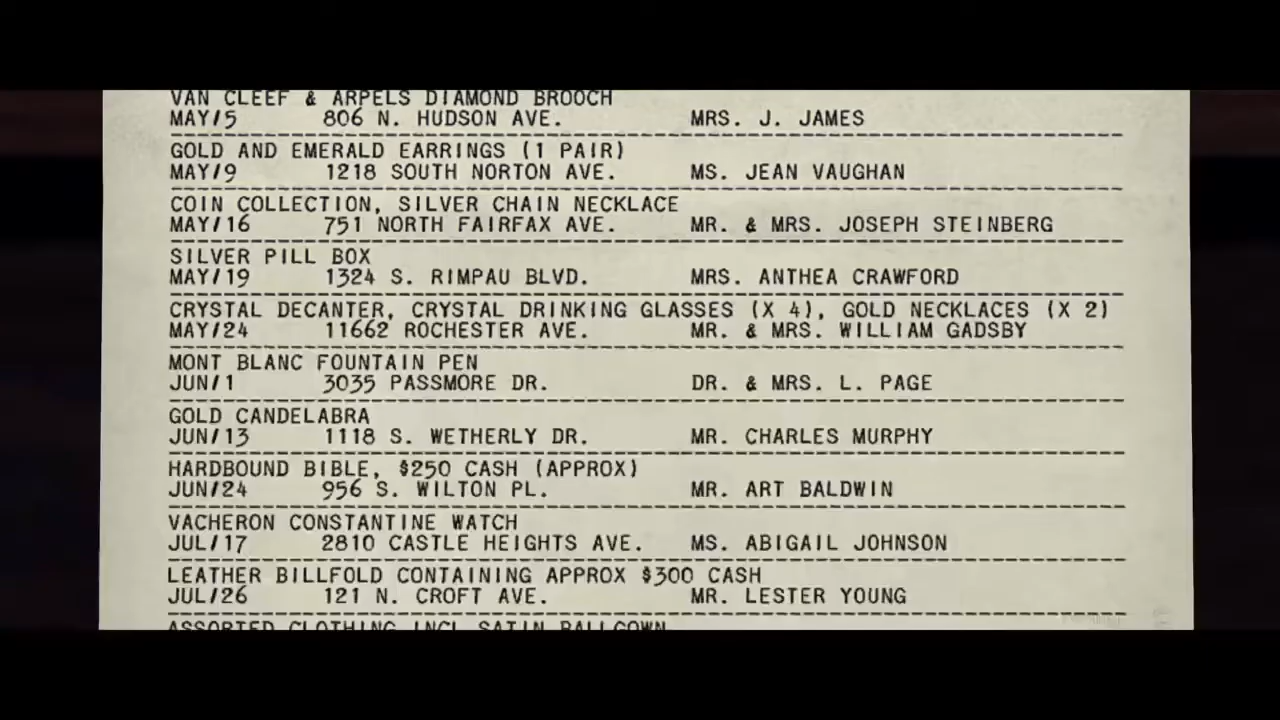 VAN CLEEF & ARPELS DIAMOND BROOCH
MAY/5 806 N. HUDSON AVE. MRS. J. JAMES
GOLD AND EMERALD EARRINGS (1 PAIR)
MAY/9 1218 SOUTH NORTON AVE. MS. JEAN VAUGHAN
COIN COLLECTION, SILVER CHAIN NECKLACE
MAY/16 751 NORTH FAIRFAX AVE. MR. & MRS. JOSEPH STEINBERG
SILVER PILL BOX
MAY/19 1324 S. RIMPAU BLVD. MRS. ANTHEA CRAWFORD
CRYSTAL DECANTER, CRYSTAL DRINKING GLASSES (X 4), GOLD NECKLACES (X 2)
MAY/24 11662 ROCHESTER AVE. MR. & MRS. WILLIAM GADSBY
MONT BLANC FOUNTAIN PEN
JUN/1 3035 PASSMORE DR. DR. & MRS. L. PAGE
GOLD CANDELABRA
JUN/13 1118 S. WETHERLY DR. MR. CHARLES MURPHY
HARDBOUND BIBLE, $250 CASH (APPROX)
JUN/24 956 S. WILTON PL. MR. ART BALDWIN
VACHERON CONSTANTINE WATCH
JUL/17 2810 CASTLE HEIGHTS AVE. MS. ABIGAIL JOHNSON
LEATHER BILLFOLD CONTAINING APPROX $300 CASH
JUL/26 121 N. CROFT AVE. MR. LESTER YOUNG
ASSORTED CLOTHING INCL SATIN BALLGOWN